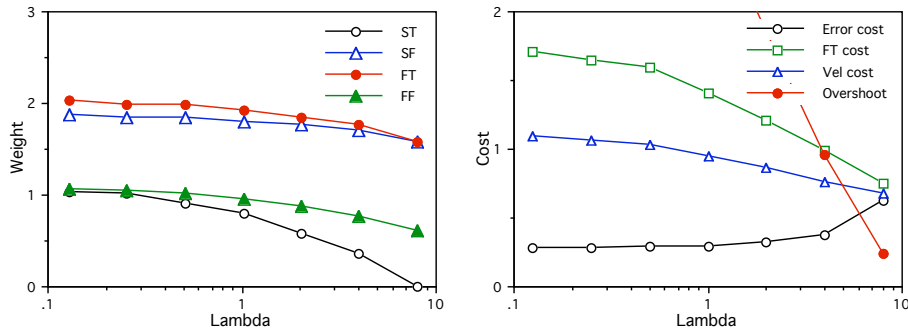 3
2
1
0
Weight
ST
SF
FT
FF
.1
1
10
Lambda
2
1
0
Cost
Error cost
FT cost
Vel cost
Overshoot
.1
1
10
Lambda